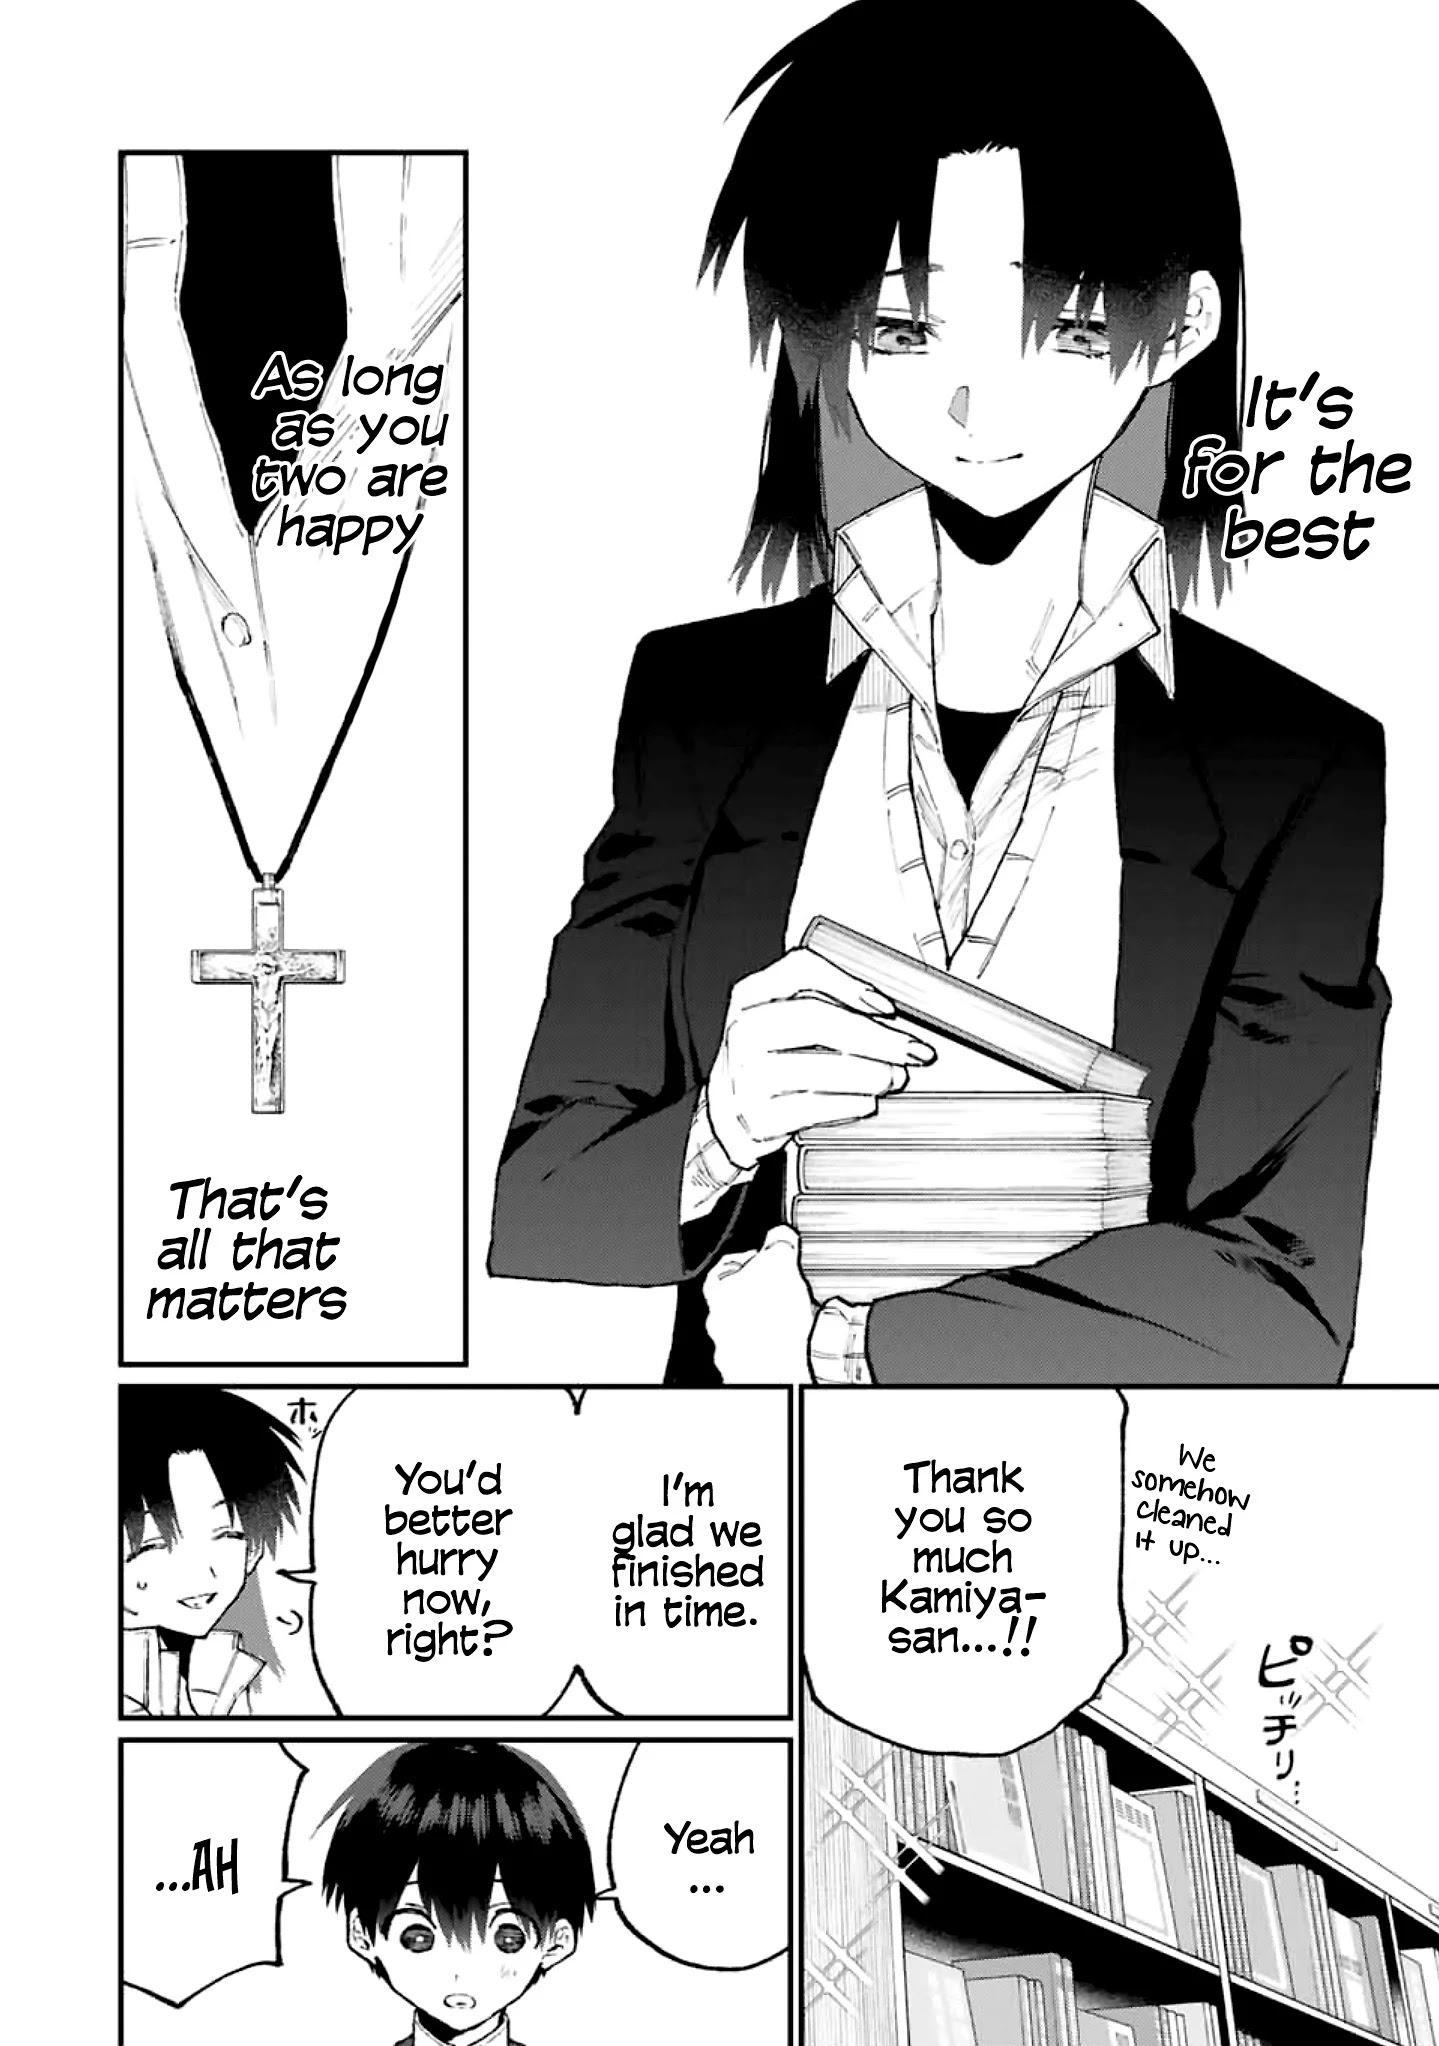 It's
for the
best
As long
as you
two are
happy
That's
all that
matters
We
somehow
cleaned
it up...
Thank
you so
much
Kamiya-
san...!!
ピッチリ...
I'm
glad we
finished
in time.
You'd
better
hurry
now,
right?
ホッ
Yeah
...
...AH